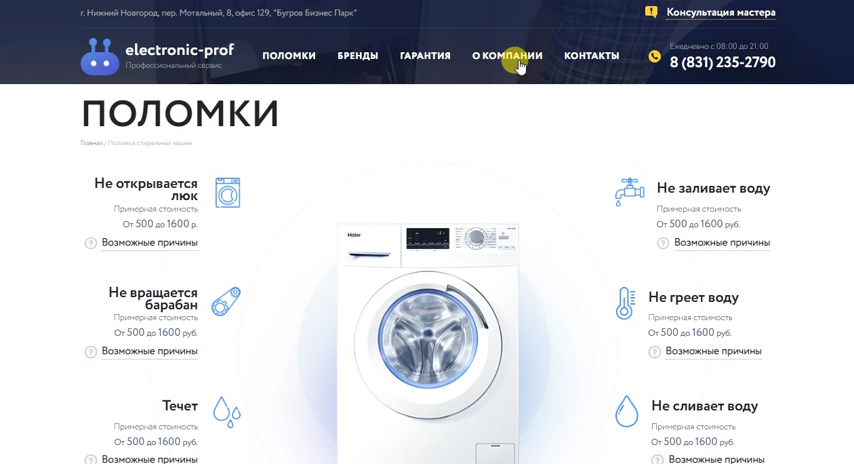 г. Нижний Новгород, пер. Мотальный, 8, офис 129, "Бугров Бизнес Парк"
Консультация мастера
electronic-prof
Профессиональный сервис
ПОЛОМКИ БРЕНДЫ ГАРАНТИЯ О КОМПАНИИ КОНТАКТЫ
Ежедневно с 08:00 до 21:00
8 (831) 235-2790
ПОЛОМКИ
Главная / Поломки стиральных машин
Не открывается
люк
Примерная стоимость
От 500 до 1600 р.
? Возможные причины
Не заливает воду
Примерная стоимость
От 500 до 1600 руб.
? Возможные причины
Haier
Не вращается
барабан
Примерная стоимость
От 500 до 1600 руб.
? Возможные причины
Не греет воду
Примерная стоимость
От 500 до 1600 руб.
? Возможные причины
Течет
Примерная стоимость
От 500 до 1600 руб.
? Возможные причины
Не сливает воду
Примерная стоимость
От 500 до 1600 руб.
? Возможные причины